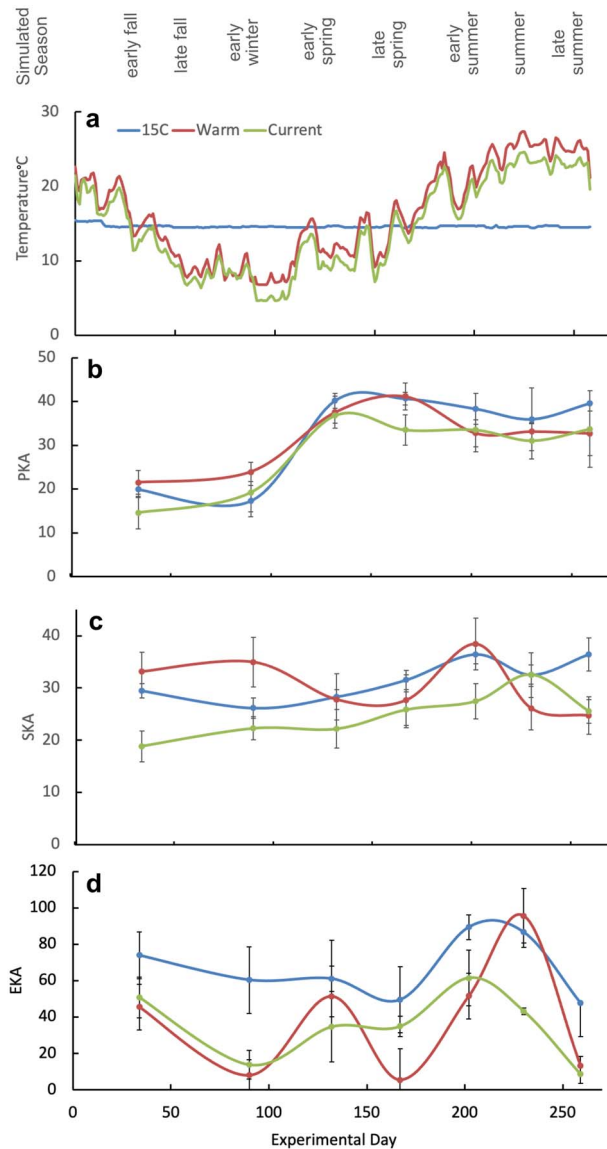 Simulated
Season
early fall
late fall
early
winter
early
spring
late
spring
early
summer
summer
late
summer
a
15C Warm Current
Temperature°C
30
20
10
0
b
PKA
50
40
30
20
10
0
c
SKA
40
30
20
10
0
d
EKA
120
100
80
60
40
20
0
0 50 100 150 200 250
Experimental Day